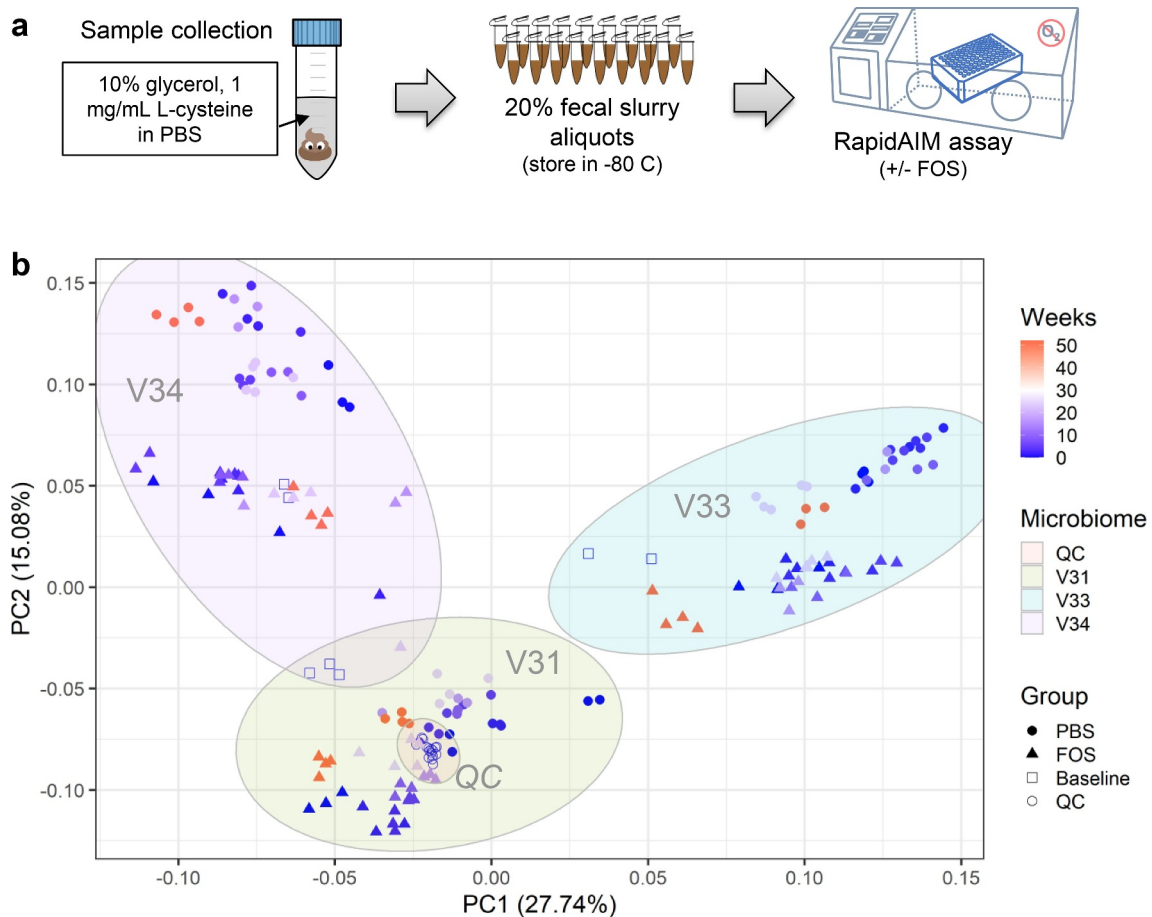 a
Sample collection
10% glycerol, 1
mg/mL L-cysteine
in PBS
20% fecal slurry
aliquots
(store in -80 C)
O2
RapidAIM assay
(+/- FOS)
b
PC2 (15.08%)
0.15
0.10
0.05
0.00
-0.05
-0.10
V34
V33
V31
QC
-0.10
-0.05
0.00
0.05
0.10
0.15
PC1 (27.74%)
Weeks
50
40
30
20
10
0
Microbiome
QC
V31
V33
V34
Group
PBS
FOS
Baseline
QC